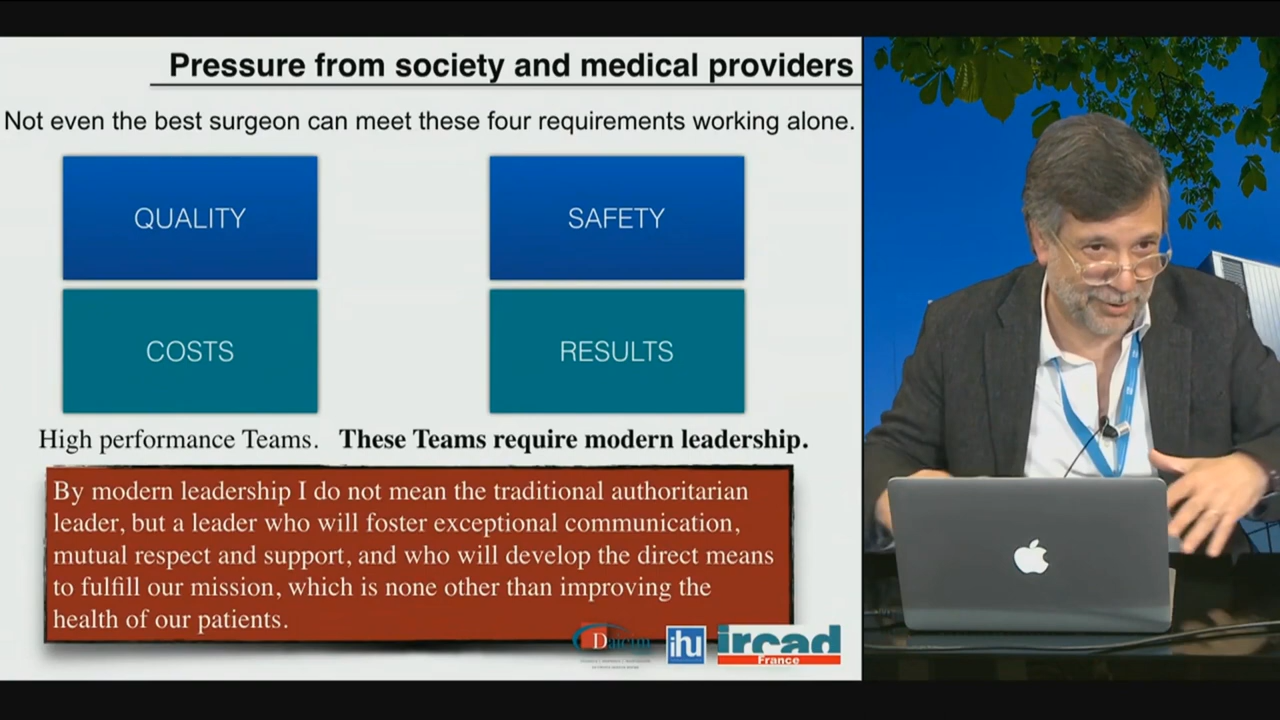 Pressure from society and medical providers
Not even the best surgeon can meet these four requirements working alone.
QUALITY
SAFETY
COSTS
RESULTS
High performance Teams. These Teams require modern leadership.
By modern leadership I do not mean the traditional authoritarian
leader, but a leader who will foster exceptional communication,
mutual respect and support, and who will develop the direct means
to fulfill our mission, which is none other than improving the
health of our patients.
ihu
ircad
France